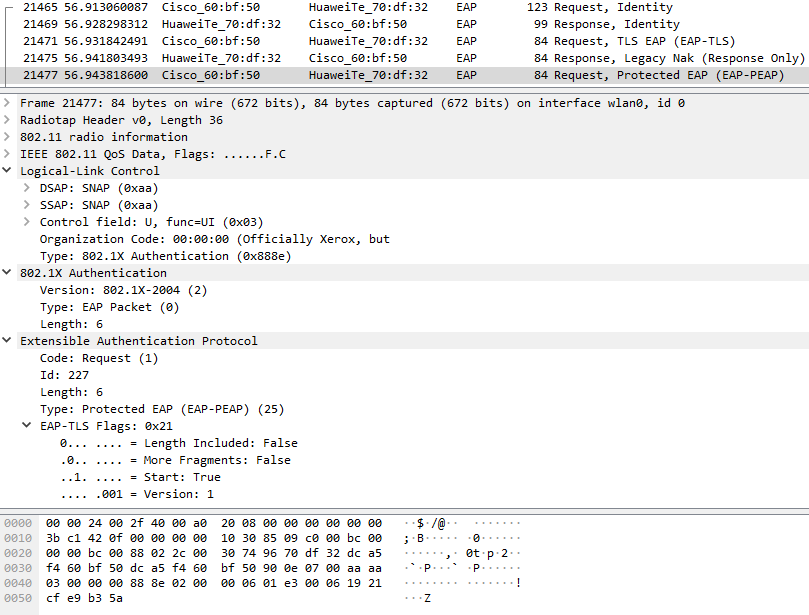 21465 56.913060087 Cisco_60:bf:50 HuaweiTe_70:df:32 EAP 123 Request, Identity
21469 56.928298312 HuaweiTe_70:df:32 Cisco_60:bf:50 EAP 99 Response, Identity
21471 56.931842491 Cisco_60:bf:50 HuaweiTe_70:df:32 EAP 84 Request, TLS EAP (EAP-TLS)
21475 56.941803493 HuaweiTe_70:df:32 Cisco_60:bf:50 EAP 84 Response, Legacy Nak (Response Only)
21477 56.943818600 Cisco_60:bf:50 HuaweiTe_70:df:32 EAP 84 Request, Protected EAP (EAP-PEAP)
Frame 21477: 84 bytes on wire (672 bits), 84 bytes captured (672 bits) on interface wlan0, id 0
Radiotap Header v0, Length 36
802.11 radio information
IEEE 802.11 QoS Data, Flags: ......F.C
Logical-Link Control
DSAP: SNAP (0xaa)
SSAP: SNAP (0xaa)
Control field: U, func=UI (0x03)
Organization Code: 00:00:00 (Officially Xerox, but
Type: 802.1X Authentication (0x888e)
802.1X Authentication
Version: 802.1X-2004 (2)
Type: EAP Packet (0)
Length: 6
Extensible Authentication Protocol
Code: Request (1)
Id: 227
Length: 6
Type: Protected EAP (EAP-PEAP) (25)
EAP-TLS Flags: 0x21
0... .... = Length Included: False
.0.. .... = More Fragments: False
..1. .... = Start: True
.... .001 = Version: 1
0000 00 00 24 00 2f 40 00 a0 20 08 00 00 00 00 00 00 ··$·/@·· ·······
0010 3b c1 42 0f 00 00 00 00 10 30 85 09 c0 00 bc 00 ;·B····· ·0······
0020 00 00 bc 00 88 02 2c 00 30 74 96 70 df 32 dc a5 ······,· 0t·p·2··
0030 f4 60 bf 50 dc a5 f4 60 bf 50 90 0e 07 00 aa aa ·`·P···` ·P······
0040 03 00 00 00 88 8e 02 00 00 06 01 e3 00 06 19 21 ········ ·······!
0050 cf e9 b3 5a ···Z